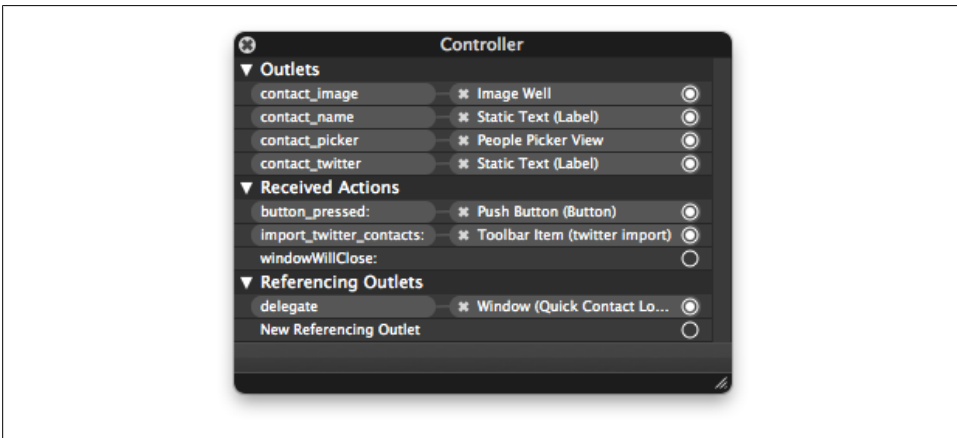 Controller
Outlets
contact_image Image Well
contact_name Static Text (Label)
contact_picker People Picker View
contact_twitter Static Text (Label)
Received Actions
button_pressed: Push Button (Button)
import_twitter_contacts: Toolbar Item (twitter import)
windowWillClose:
Referencing Outlets
delegate Window (Quick Contact Lo...
New Referencing Outlet